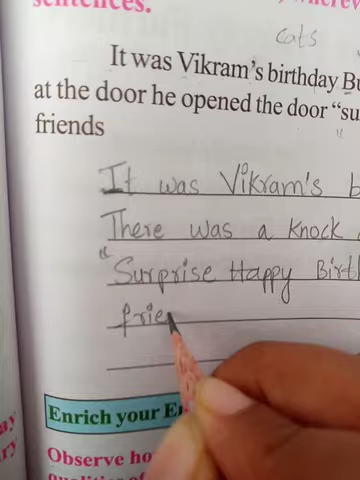 sentences.
cats
It was Vikram's birthday Bu
at the door he opened the door "su
friends
It was Vikram's b
There was a knock
"Surprise Happy Birth
frie
Enrich your E
Observe ho